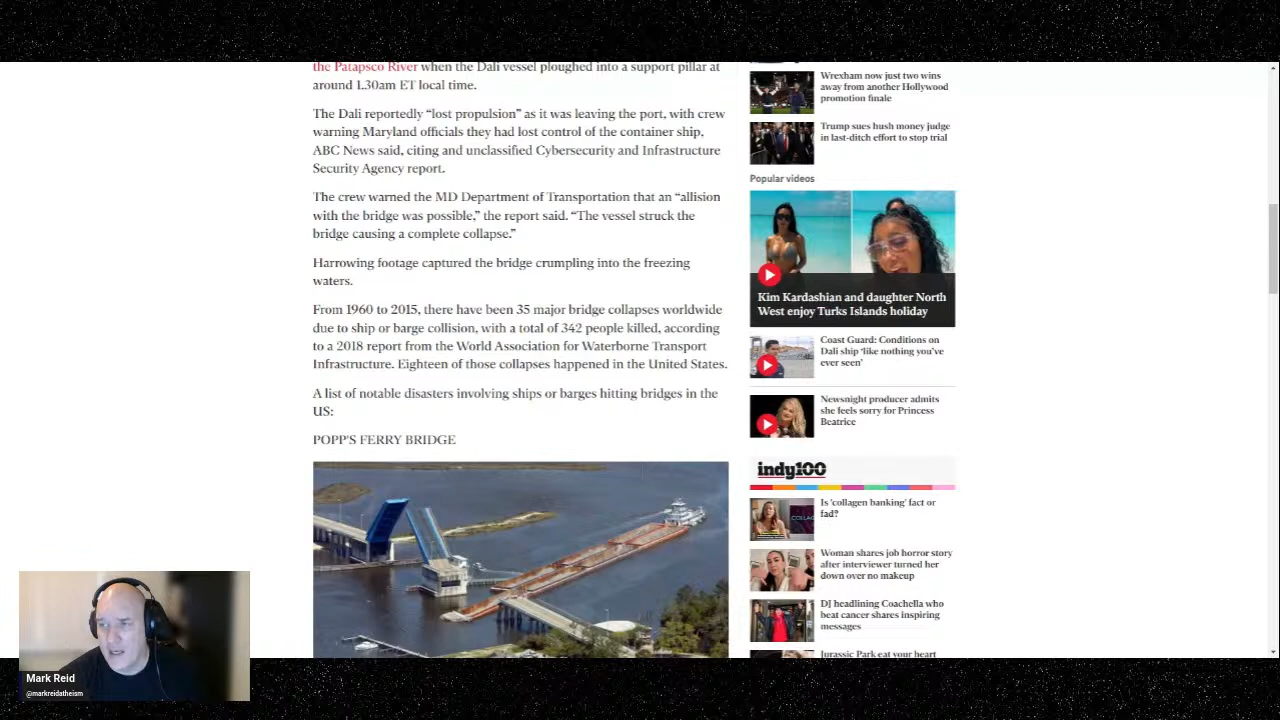 the Patapsco River when the Dali vessel ploughed into a support pillar at
around 1.30am ET local time.
The Dali reportedly “lost propulsion” as it was leaving the port, with crew
warning Maryland officials they had lost control of the container ship,
ABC News said, citing and unclassified Cybersecurity and Infrastructure
Security Agency report.
The crew warned the MD Department of Transportation that an “allision
with the bridge was possible,” the report said. “The vessel struck the
bridge causing a complete collapse.”
Harrowing footage captured the bridge crumpling into the freezing
waters.
From 1960 to 2015, there have been 35 major bridge collapses worldwide
due to ship or barge collision, with a total of 342 people killed, according
to a 2018 report from the World Association for Waterborne Transport
Infrastructure. Eighteen of those collapses happened in the United States.
A list of notable disasters involving ships or barges hitting bridges in the
US:
POPP'S FERRY BRIDGE
Wrexham now just two wins
away from another Hollywood
promotion finale
Trump sues hush money judge
in last-ditch effort to stop trial
Popular videos
Kim Kardashian and daughter North
West enjoy Turks Islands holiday
Coast Guard: Conditions on
Dali ship ‘like nothing you’ve
ever seen’
Newsnight producer admits
she feels sorry for Princess
Beatrice
indy100
Is ‘collagen banking’ fact or
fad?
Woman shares job horror story
after interviewer turned her
down over no makeup
DJ headlining Coachella who
beat cancer shares inspiring
messages
Jurassic Park eat your heart
Mark Reid
@markreidatheism